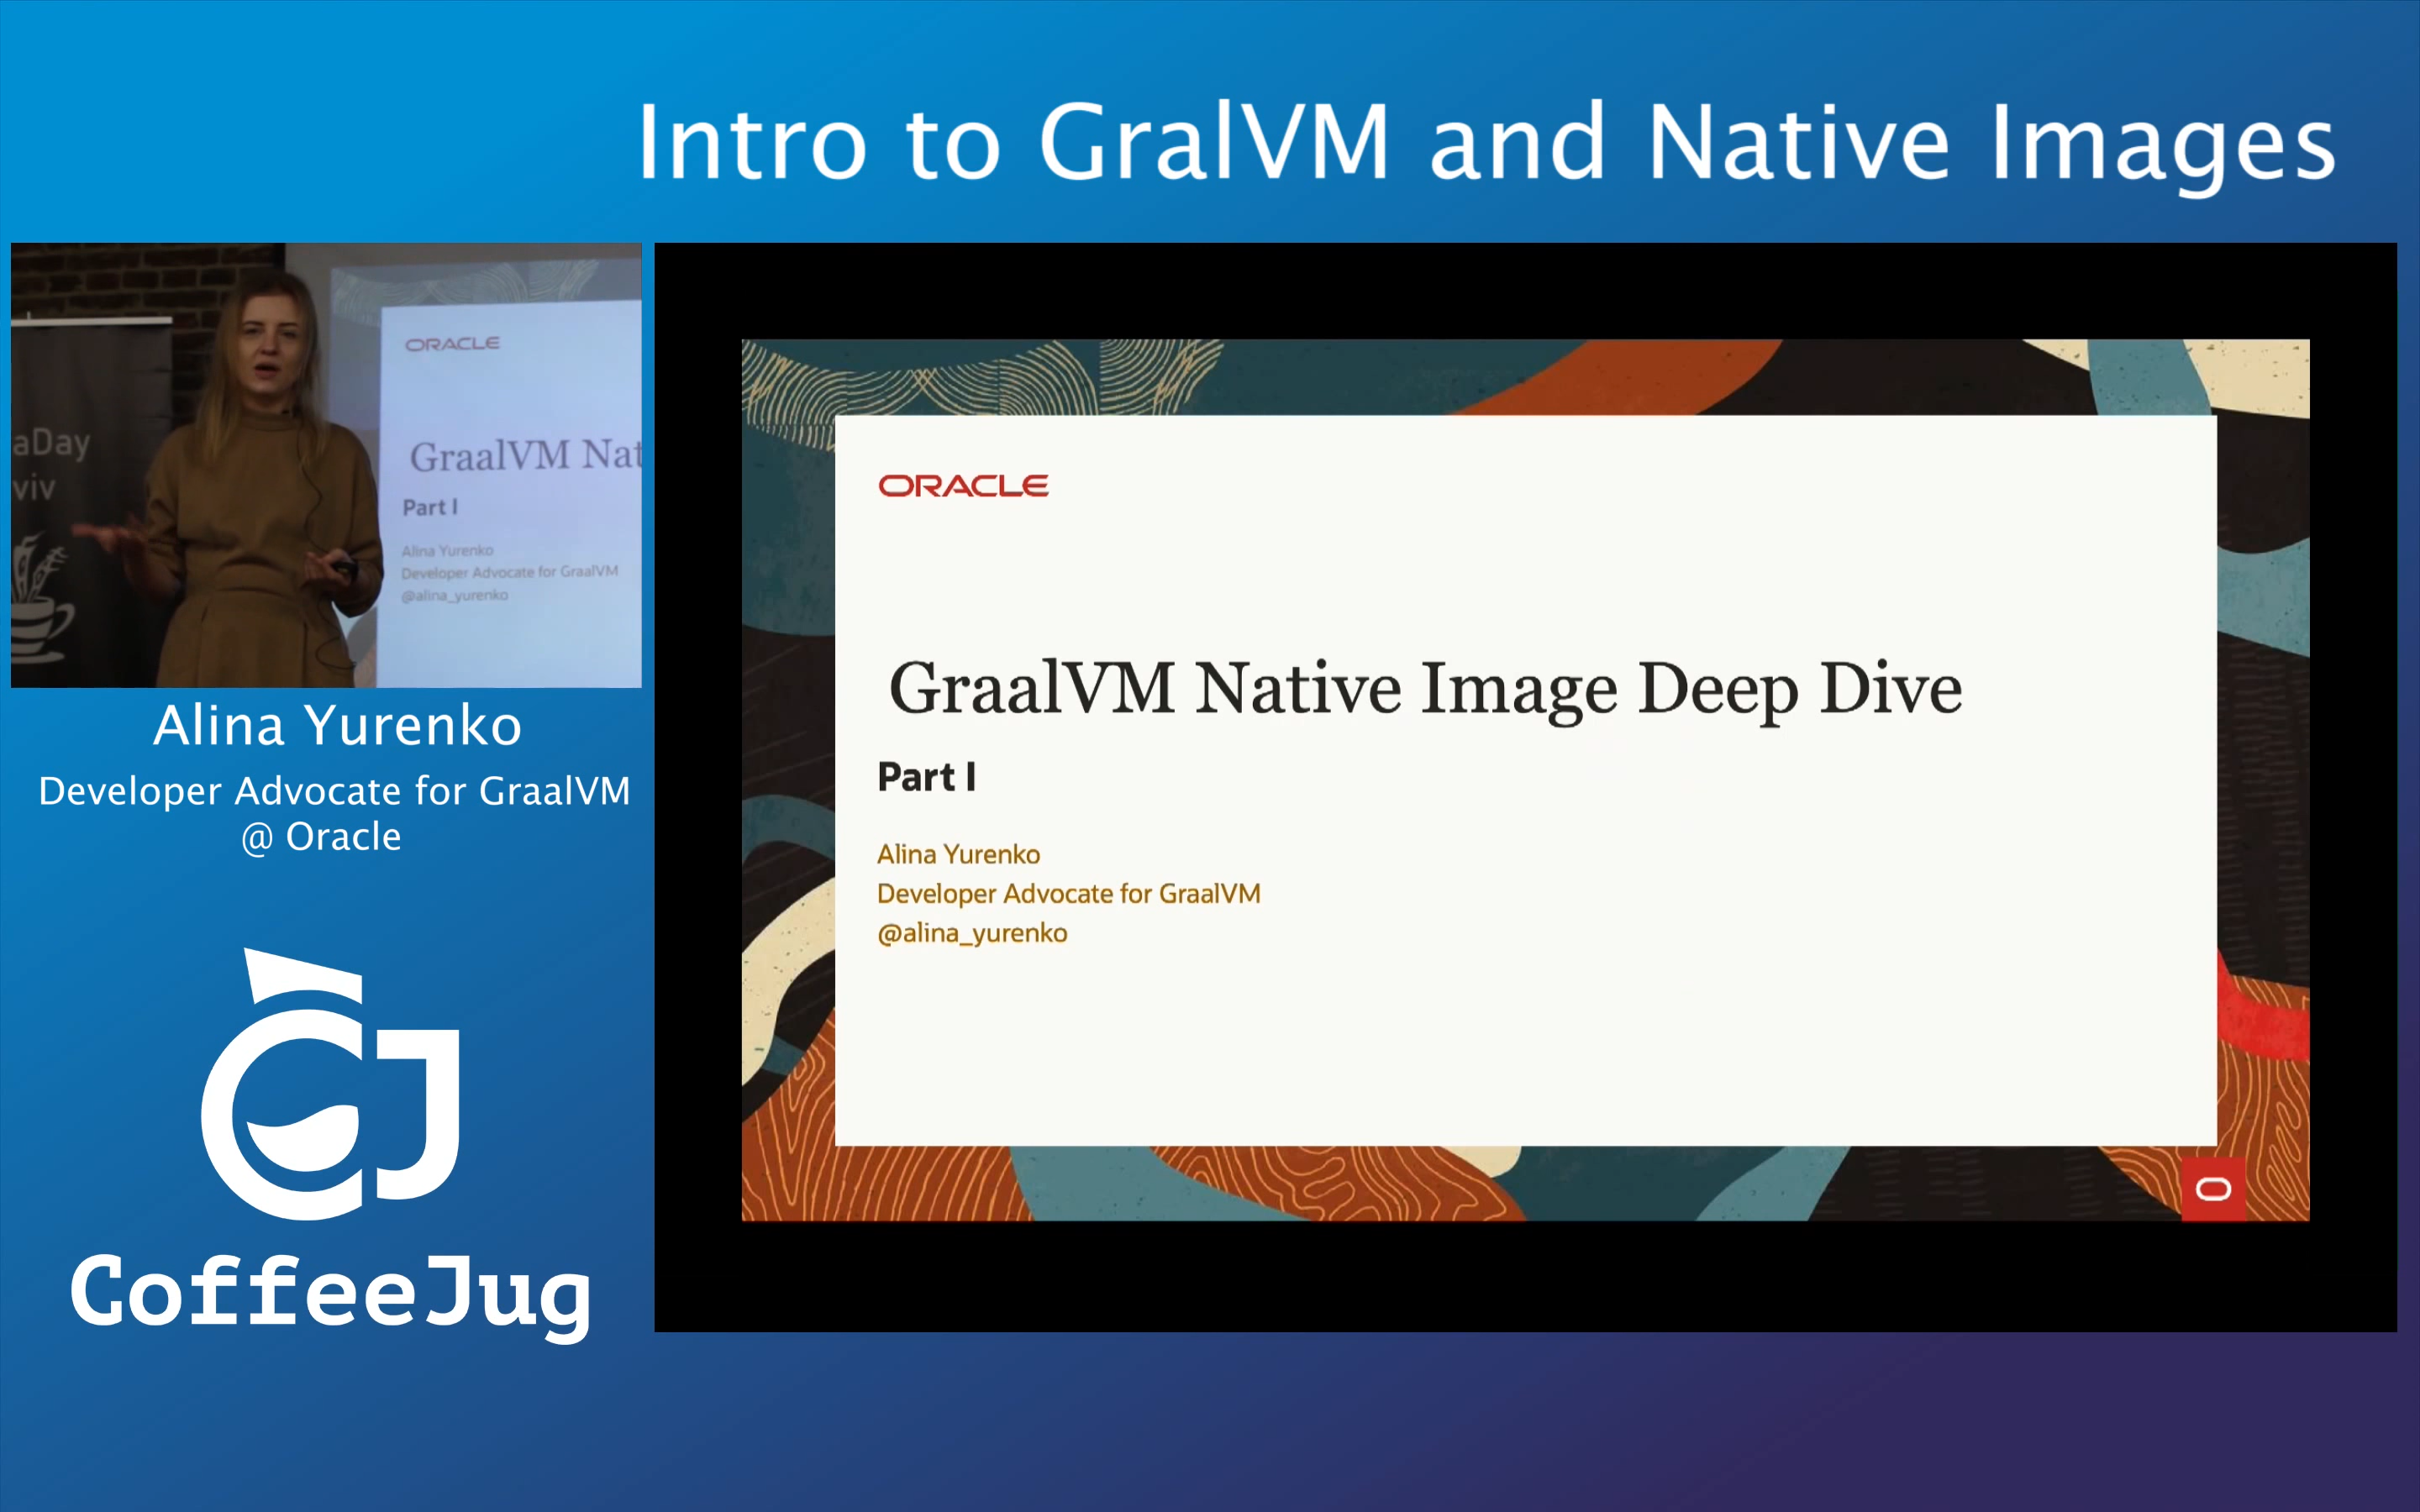 Intro to GralVM and Native Images
aDay
viv
ORACLE
GraalVM Nat
Part I
Alina Yurenko
Developer Advocate for GraalVM
@alina_yurenko
Alina Yurenko
Developer Advocate for GraalVM
@ Oracle
CJ
CoffeeJug
ORACLE
GraalVM Native Image Deep Dive
Part I
Alina Yurenko
Developer Advocate for GraalVM
@alina_yurenko